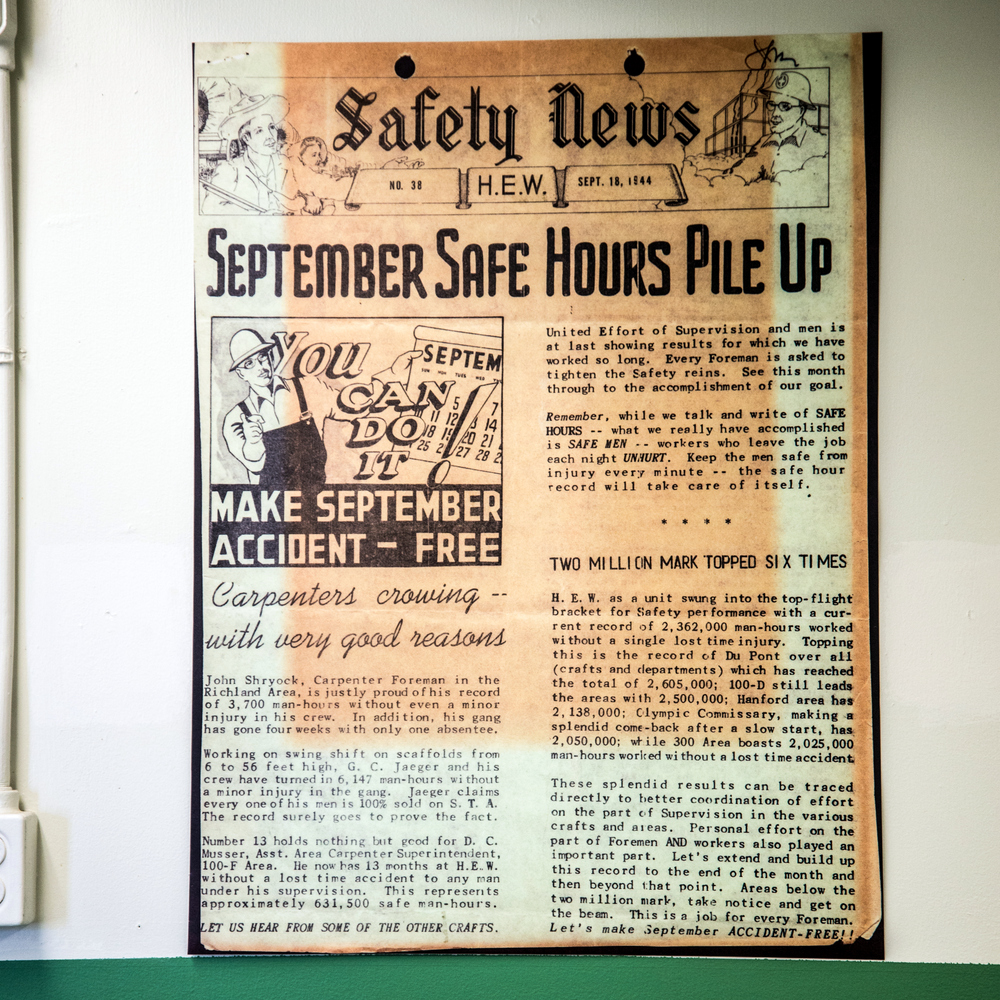 Safety News
NO. 38
H.E.W.
SEPT. 18, 1944
SEPTEMBER SAFE HOURS PILE UP
YOU
CAN
DO
IT
SEPTEM
SUN MON TUES WED
5 7
11 12 13 14
18 19 20 21
25 26 27 28
MAKE SEPTEMBER
ACCIDENT - FREE
Carpenters crowing --
with very good reasons
John Shryock, Carpenter Foreman in the
Richland Area, is justly proud of his record
of 3,700 man-hours without even a minor
injury in his crew. In addition, his gang
has gone four weeks with only one absentee.
Working on swing shift on scaffolds from
6 to 56 feet high, G. C. Jaeger and his
crew have turned in 6,147 man-hours without
a minor injury in the gang. Jaeger claims
every one of his men is 100% sold on S. T. A.
The record surely goes to prove the fact.
Number 13 holds nothing but good for D. C.
Musser, Asst. Area Carpenter Superintendent,
100-F Area. He now has 13 months at H.E.W.
without a lost time accident to any man
under his supervision. This represents
approximately 631,500 safe man-hours.
LET US HEAR FROM SOME OF THE OTHER CRAFTS.
United Effort of Supervision and men is
at last showing results for which we have
worked so long. Every Foreman is asked to
tighten the Safety reins. See this month
through to the accomplishment of our goal.
Remember, while we talk and write of SAFE
HOURS -- what we really have accomplished
is SAFE MEN -- workers who leave the job
each night UNHURT. Keep the men safe from
injury every minute -- the safe hour
record will take care of itself.
* * * *
TWO MILLION MARK TOPPED SIX TIMES
H. E. W. as a unit swung into the top-flight
bracket for Safety performance with a cur-
rent record of 2,362,000 man-hours worked
without a single lost time injury. Topping
this is the record of Du Pont over all
(crafts and departments) which has reached
the total of 2,605,000; 100-D still leads
the areas with 2,500,000; Hanford area has
2,138,000; Olympic Commissary, making a
splendid come-back after a slow start, has
2,050,000; while 300 Area boasts 2,025,000
man-hours worked without a lost time accident.
These splendid results can be traced
directly to better coordination of effort
on the part of Supervision in the various
crafts and areas. Personal effort on the
part of Foremen AND workers also played an
important part. Let's extend and build up
this record to the end of the month and
then beyond that point. Areas below the
two million mark, take notice and get on
the beam. This is a job for every Foreman.
Let's make September ACCIDENT-FREE!!